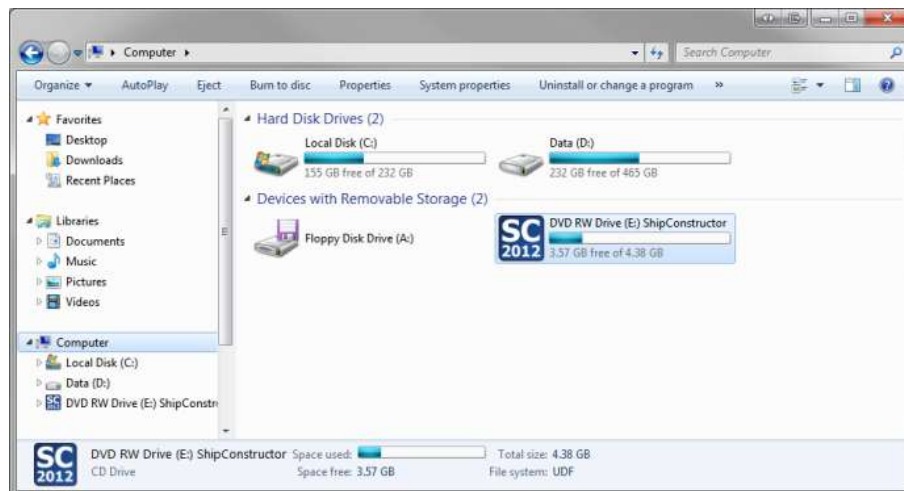 Computer
Search Computer
Organize AutoPlay Eject Burn to disc Properties System properties Uninstall or change a program »
Favorites
Desktop
Downloads
Recent Places
Libraries
Documents
Music
Pictures
Videos
Computer
Local Disk (C:)
Data (D:)
DVD RW Drive (E:) ShipConstr
Hard Disk Drives (2)
Local Disk (C:)
155 GB free of 232 GB
Data (D:)
232 GB free of 465 GB
Devices with Removable Storage (2)
Floppy Disk Drive (A:)
SC
2012
DVD RW Drive (E:) ShipConstructor
3.57 GB free of 4.38 GB
SC
2012
DVD RW Drive (E:) ShipConstructor Space used: Total size: 4.38 GB
CD Drive Space free: 3.57 GB File system: UDF